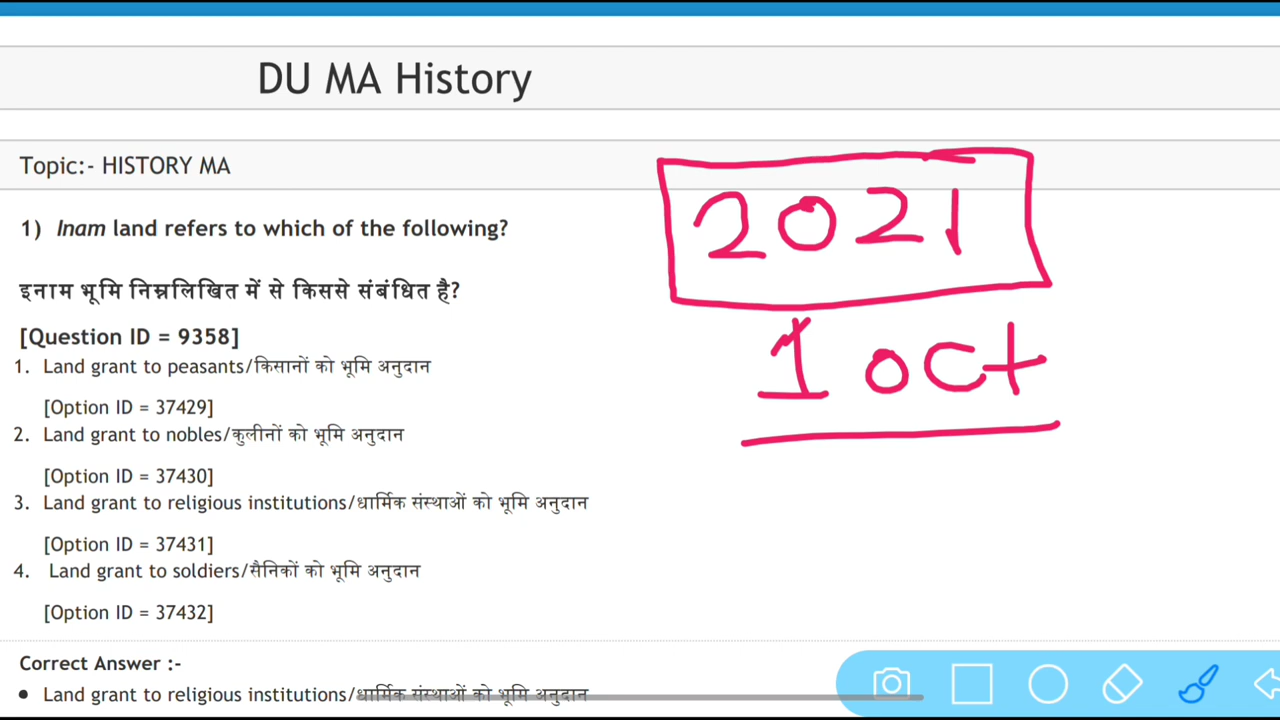 DU MA History
Topic:- HISTORY MA
2021
1) Inam land refers to which of the following?
इनाम भूमि निम्नलिखित में से किससे संबंधित है?
1 oct
[Question ID = 9358]
1. Land grant to peasants/किसानों को भूमि अनुदान
[Option ID = 37429]
2. Land grant to nobles/कुलीनों को भूमि अनुदान
[Option ID = 37430]
3. Land grant to religious institutions/धार्मिक संस्थाओं को भूमि अनुदान
[Option ID = 37431]
4. Land grant to soldiers/सैनिकों को भूमि अनुदान
[Option ID = 37432]
Correct Answer :-
• Land grant to religious institutions/धार्मिक संस्थाओं को भूमि अनुदान